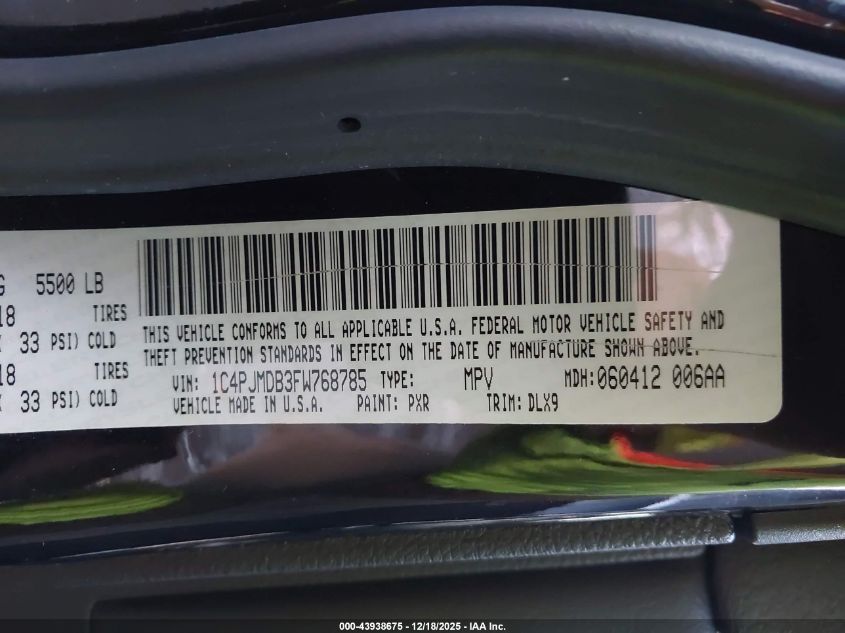 G 5500 LB
18 TIRES
33 PSI) COLD
18 TIRES
33 PSI) COLD
THIS VEHICLE CONFORMS TO ALL APPLICABLE U.S.A. FEDERAL MOTOR VEHICLE SAFETY AND
THEFT PREVENTION STANDARDS IN EFFECT ON THE DATE OF MANUFACTURE SHOWN ABOVE.
VIN: 1C4PJMDB3FW768785 TYPE: MPV MDH:060412 006AA
VEHICLE MADE IN U.S.A. PAINT: PXR TRIM: DLX9
000-43938675 – 12/18/2025 – IAA Inc.